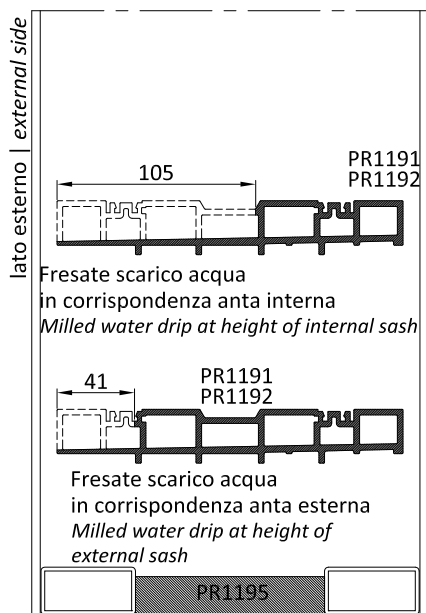 lato esterno | external side
105
PR1191
PR1192
Fresate scarico acqua
in corrispondenza anta interna
Milled water drip at height of internal sash
41
PR1191
PR1192
Fresate scarico acqua
in corrispondenza anta esterna
Milled water drip at height of
external sash
PR1195